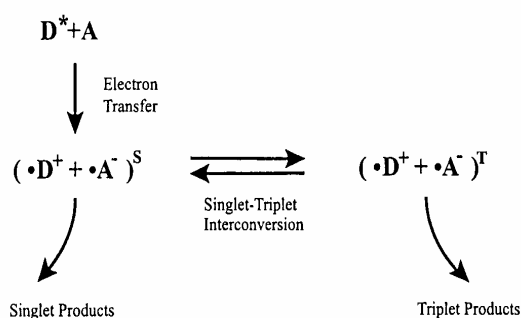 D*+A
Electron
Transfer
( •D⁺ + •A⁻ )ˢ
( •D⁺ + •A⁻ )ᵀ
Singlet-Triplet
Interconversion
Singlet Products
Triplet Products